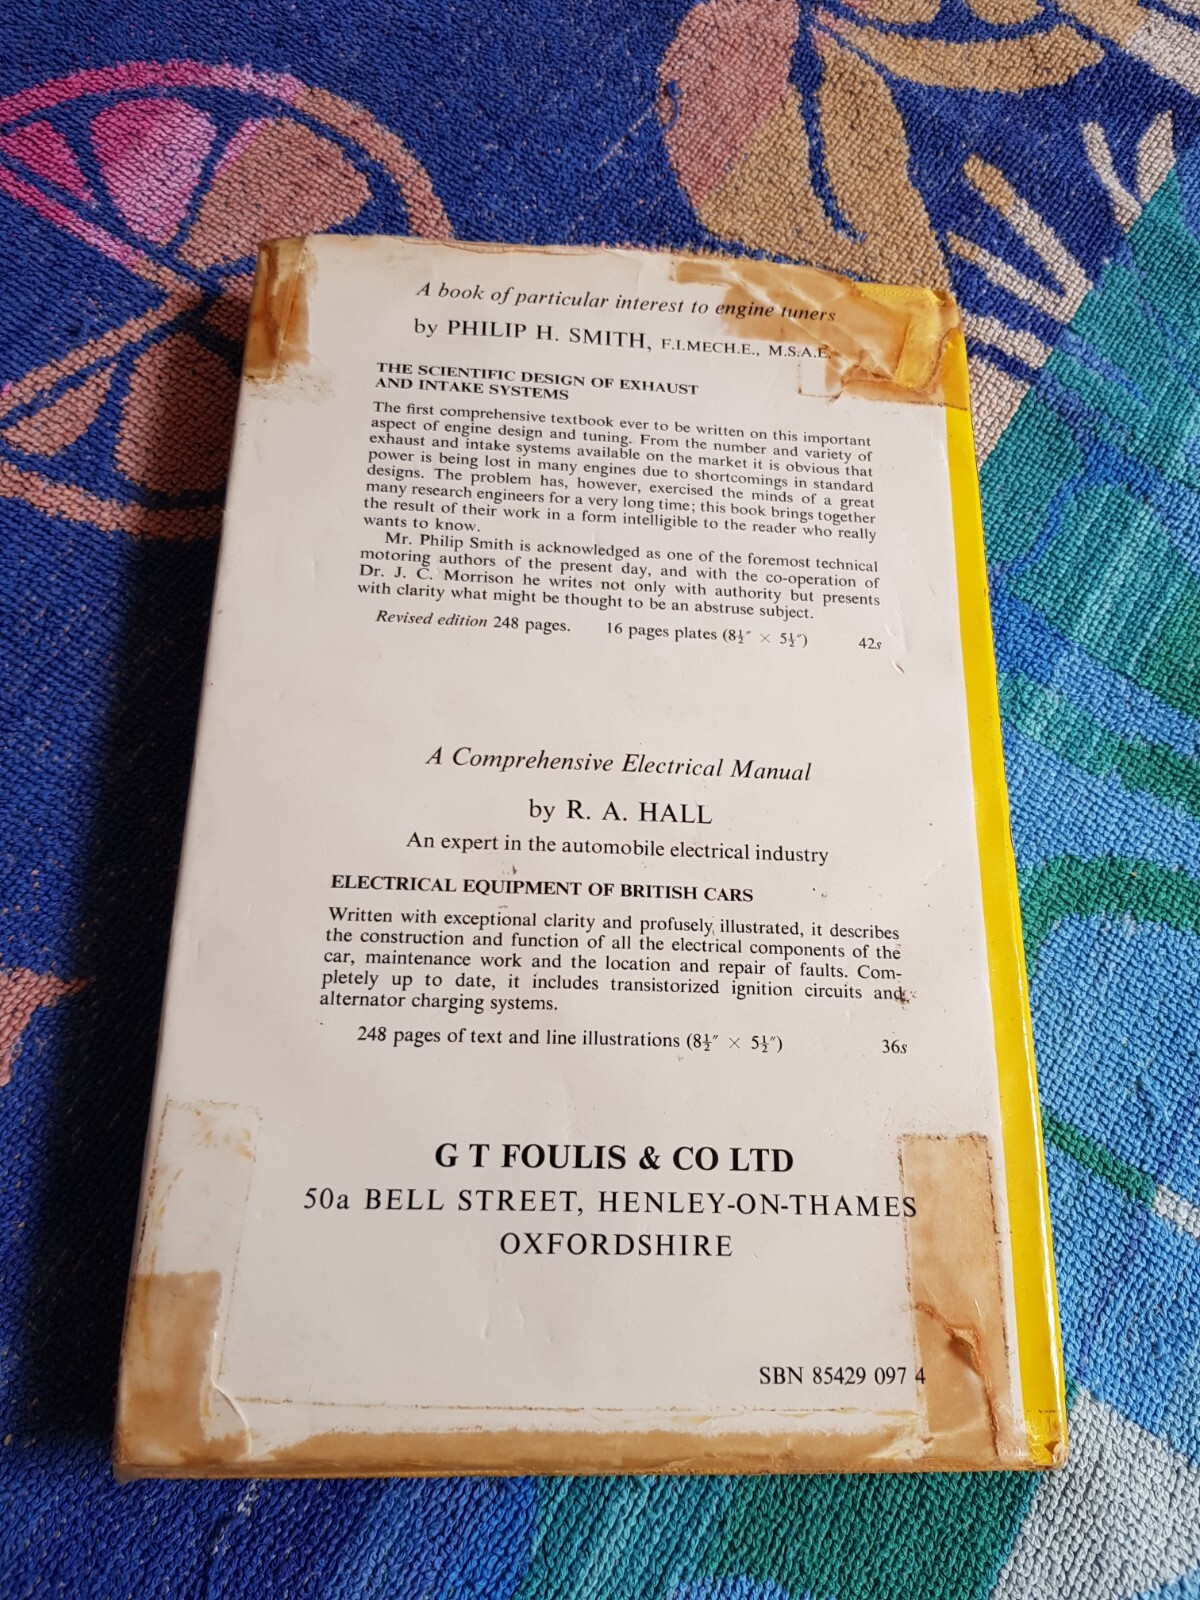 A book of particular interest to engine tuners
by PHILIP H. SMITH, F.I.MECH.E., M.S.A.E.
THE SCIENTIFIC DESIGN OF EXHAUST
AND INTAKE SYSTEMS
The first comprehensive textbook ever to be written on this important
aspect of engine design and tuning. From the number and variety of
exhaust and intake systems available on the market it is obvious that
power is being lost in many engines due to shortcomings in standard
designs. The problem has, however, exercised the minds of a great
many research engineers for a very long time; this book brings together
the result of their work in a form intelligible to the reader who really
wants to know.
Mr. Philip Smith is acknowledged as one of the foremost technical
motoring authors of the present day, and with the co-operation of
Dr. J. C. Morrison he writes not only with authority but presents
with clarity what might be thought to be an abstruse subject.
Revised edition 248 pages. 16 pages plates (8½″ × 5½″) 42s
A Comprehensive Electrical Manual
by R. A. HALL
An expert in the automobile electrical industry
ELECTRICAL EQUIPMENT OF BRITISH CARS
Written with exceptional clarity and profusely illustrated, it describes
the construction and function of all the electrical components of the
car, maintenance work and the location and repair of faults. Com-
pletely up to date, it includes transistorized ignition circuits and
alternator charging systems.
248 pages of text and line illustrations (8½″ × 5½″) 36s
G T FOULIS & CO LTD
50a BELL STREET, HENLEY-ON-THAMES
OXFORDSHIRE
SBN 85429 097 4